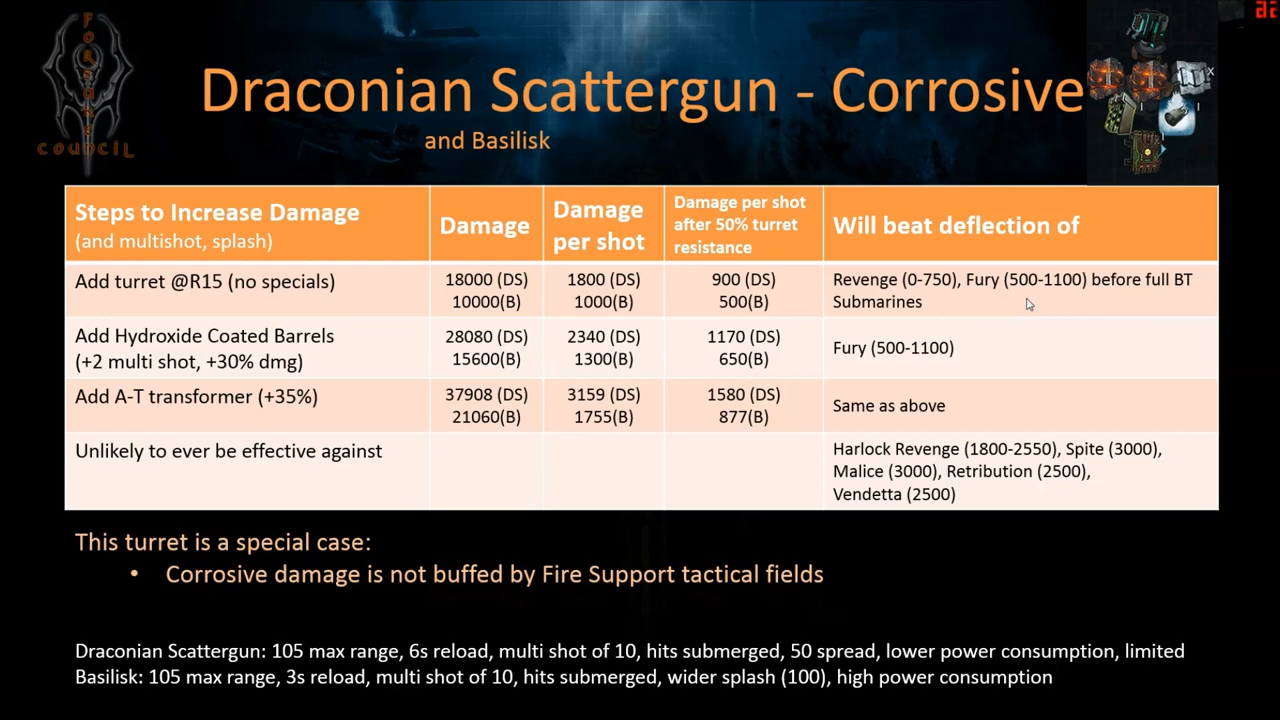 Forsaken
COUNCIL
Draconian Scattergun - Corrosive
and Basilisk
X
Steps to Increase Damage
(and multishot, splash)
Damage
Damage
per shot
Damage per shot
after 50% turret
resistance
Will beat deflection of
Add turret @R15 (no specials)
18000 (DS)
10000(B)
1800 (DS)
1000(B)
900 (DS)
500(B)
Revenge (0-750), Fury (500-1100) before full BT
Submarines
Add Hydroxide Coated Barrels
(+2 multi shot, +30% dmg)
28080 (DS)
15600(B)
2340 (DS)
1300(B)
1170 (DS)
650(B)
Fury (500-1100)
Add A-T transformer (+35%)
37908 (DS)
21060(B)
3159 (DS)
1755(B)
1580 (DS)
877(B)
Same as above
Unlikely to ever be effective against
Harlock Revenge (1800-2550), Spite (3000),
Malice (3000), Retribution (2500),
Vendetta (2500)
This turret is a special case:
• Corrosive damage is not buffed by Fire Support tactical fields
Draconian Scattergun: 105 max range, 6s reload, multi shot of 10, hits submerged, 50 spread, lower power consumption, limited
Basilisk: 105 max range, 3s reload, multi shot of 10, hits submerged, wider splash (100), high power consumption